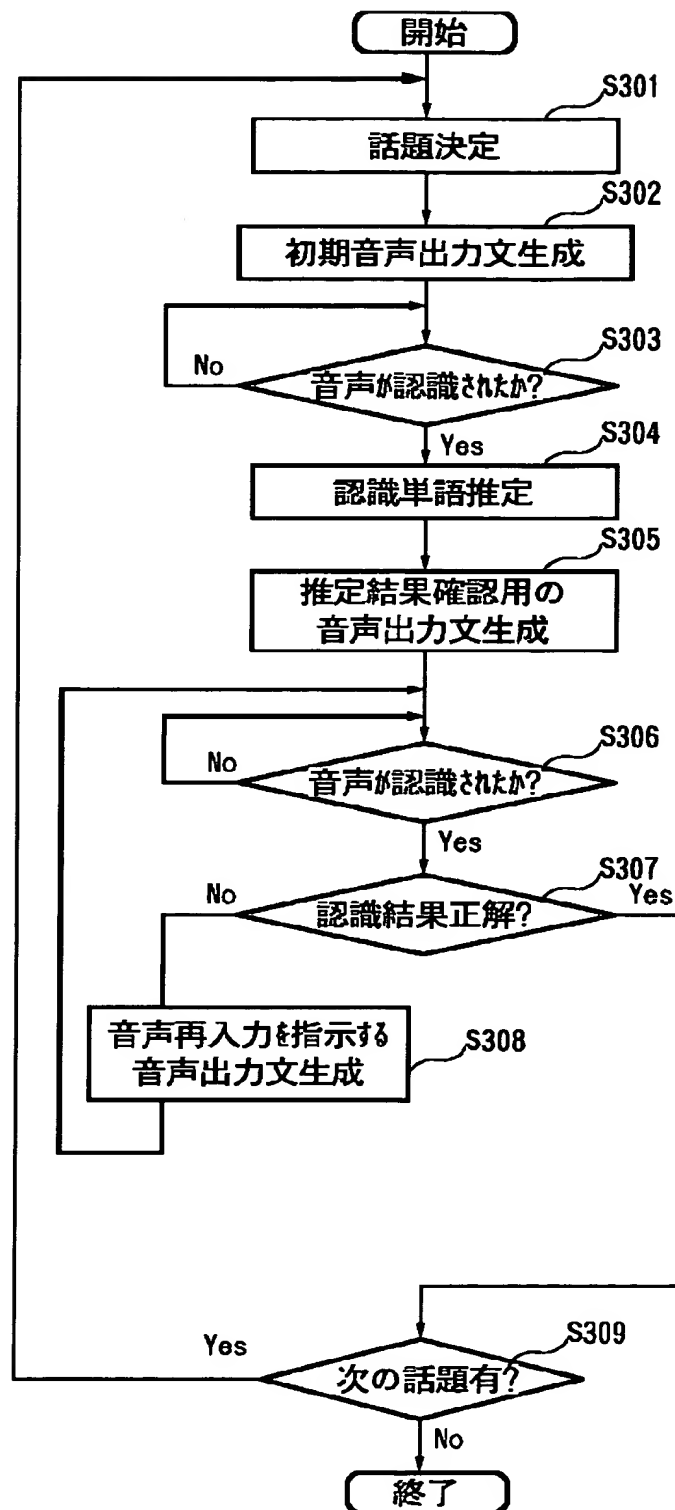 開始
S301
話題決定
S302
初期音声出力文生成
S303
No
音声が認識されたか?
Yes
S304
認識単語推定
S305
推定結果確認用の
音声出力文生成
S306
No
音声が認識されたか?
Yes
S307
No
認識結果正解?
Yes
音声再入力を指示する
音声出力文生成
S308
S309
Yes
次の話題有?
No
終了